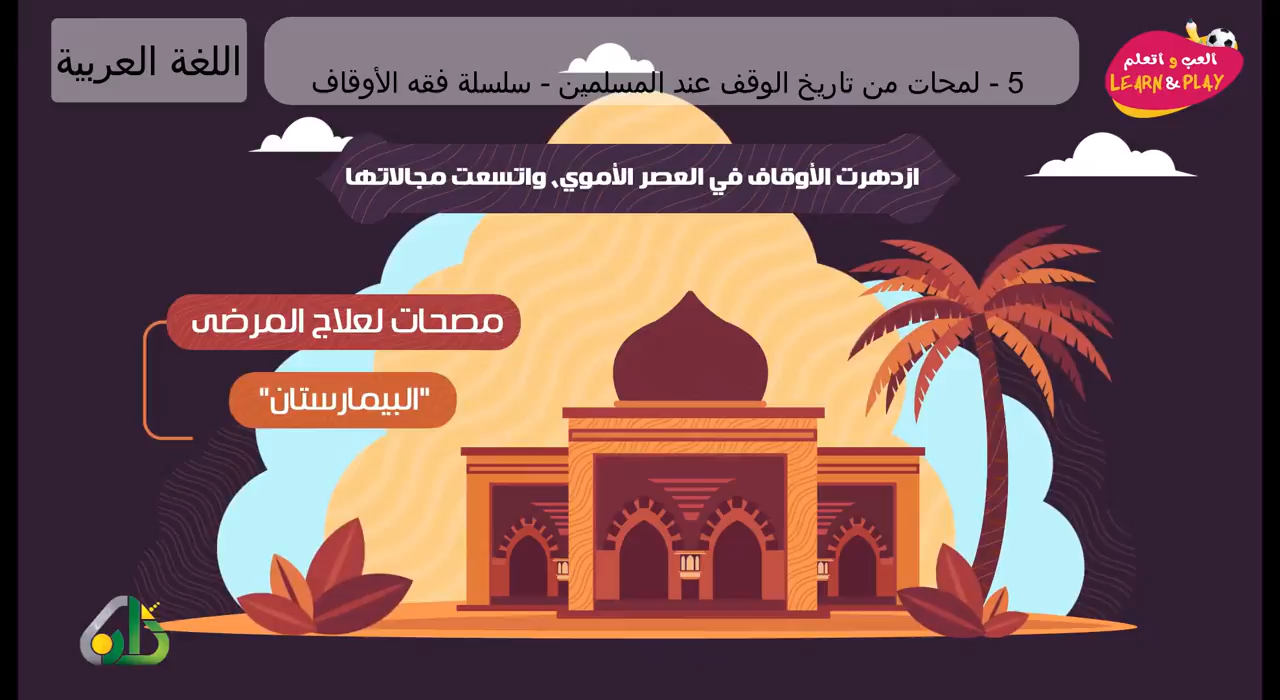 اللغة العربية
5 - لمحات من تاريخ الوقف عند المسلمين - سلسلة فقه الأوقاف
العب و أتعلم
LEARN & PLAY
ازدهرت الأوقاف في العصر الأموي، واتسعت مجالاتها
مصحات لعلاج المرضى
"البيمارستان"